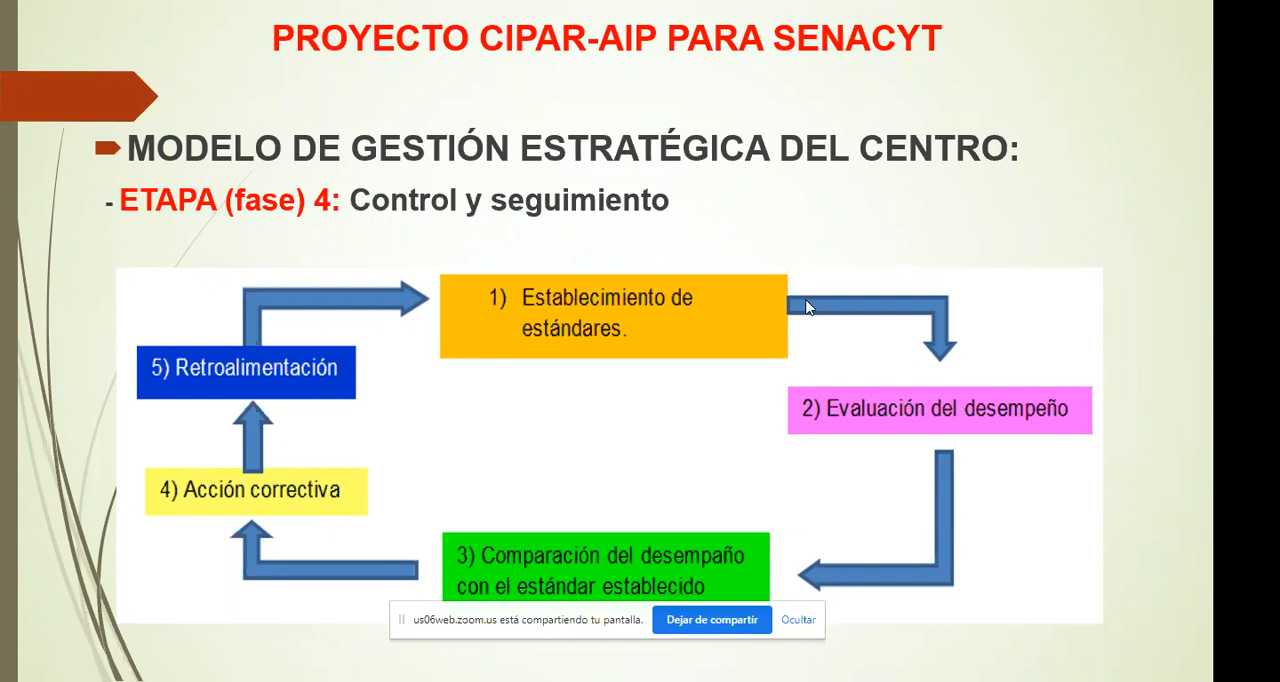 PROYECTO CIPAR-AIP PARA SENACYT
MODELO DE GESTIÓN ESTRATÉGICA DEL CENTRO:
- ETAPA (fase) 4: Control y seguimiento
1) Establecimiento de
estándares.
5) Retroalimentación
2) Evaluación del desempeño
4) Acción correctiva
3) Comparación del desempaño
con el estándar establecido
us06web.zoom.us está compartiendo tu pantalla. Dejar de compartir Ocultar